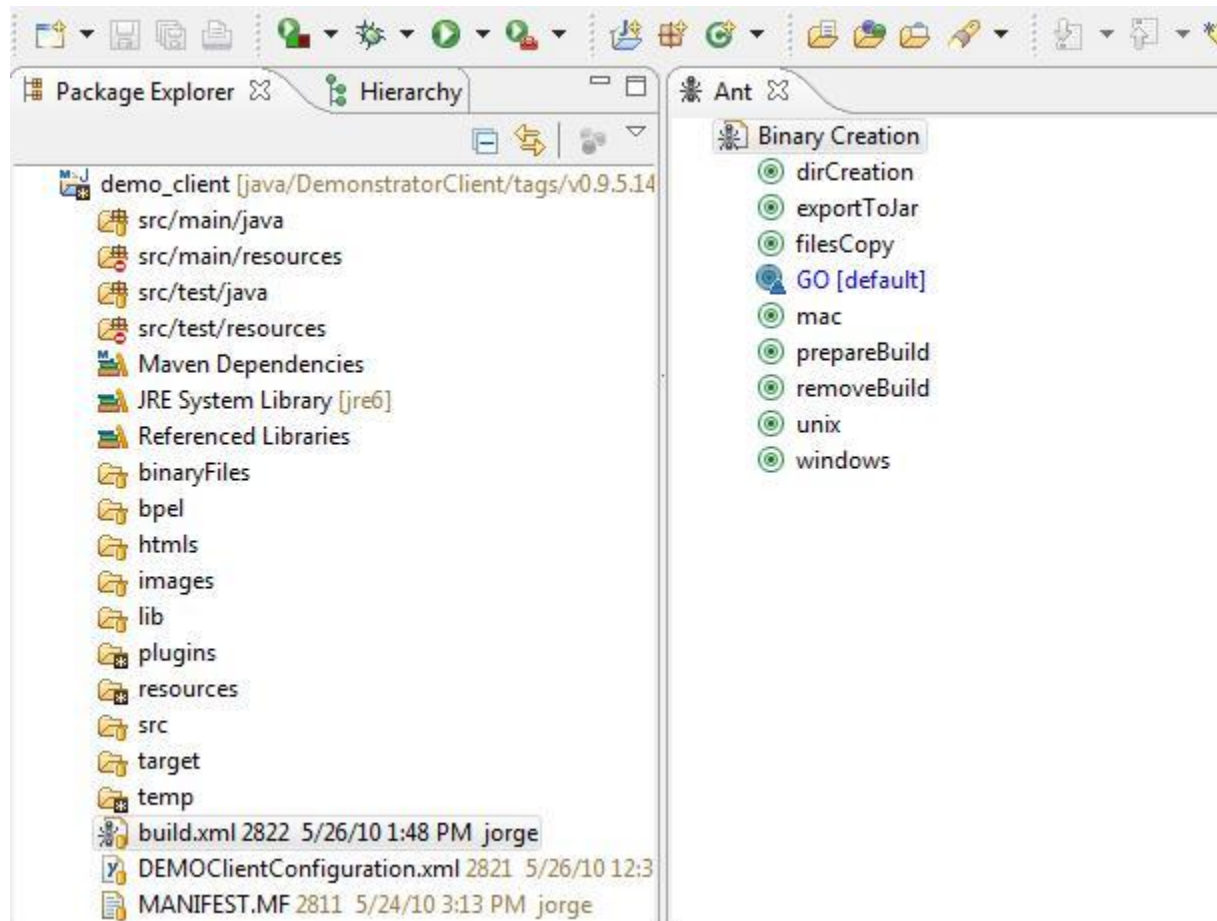 Package Explorer
Hierarchy
demo_client [java/DemonstratorClient/tags/v0.9.5.14
src/main/java
src/main/resources
src/test/java
src/test/resources
Maven Dependencies
JRE System Library [jre6]
Referenced Libraries
binaryFiles
bpel
htmls
images
lib
plugins
resources
src
target
temp
build.xml 2822 5/26/10 1:48 PM jorge
DEMOClientConfiguration.xml 2821 5/26/10 12:3
MANIFEST.MF 2811 5/24/10 3:13 PM jorge
Ant
Binary Creation
dirCreation
exportToJar
filesCopy
GO [default]
mac
prepareBuild
removeBuild
unix
windows